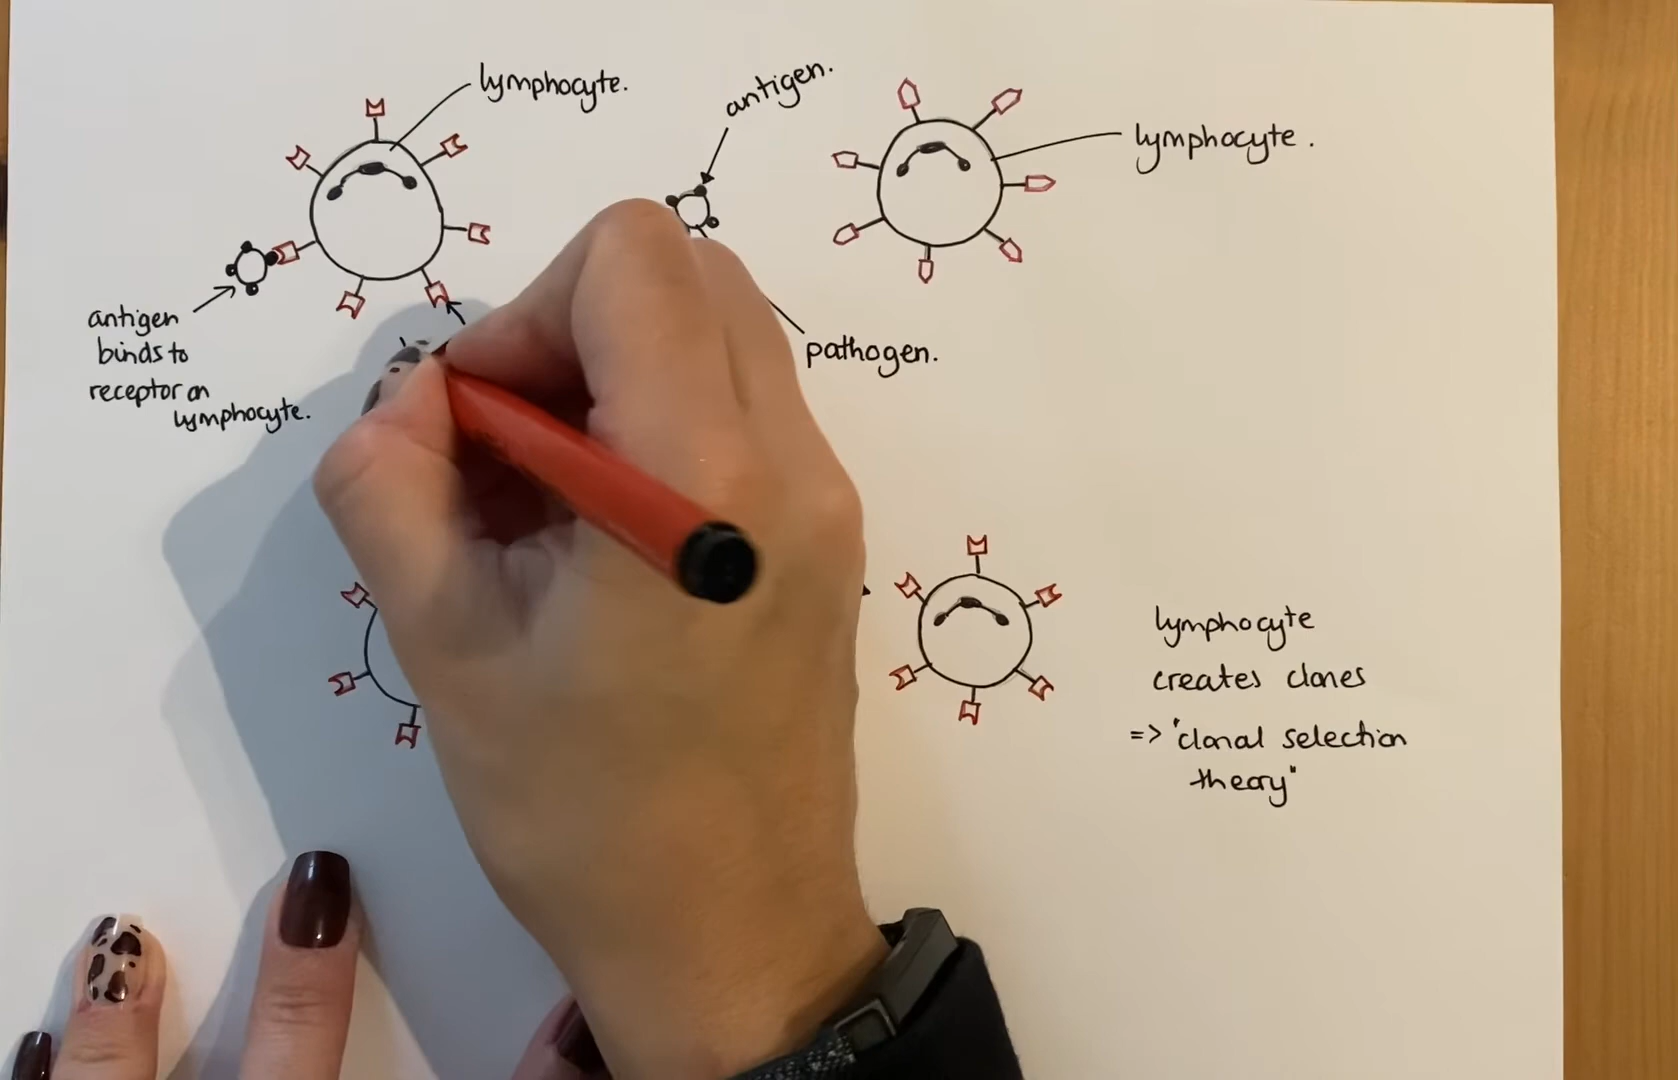 lymphocyte.
antigen.
lymphocyte.
antigen
binds to
receptor on
lymphocyte.
pathogen.
lymphocyte
creates clones
=> "clonal selection
theory"